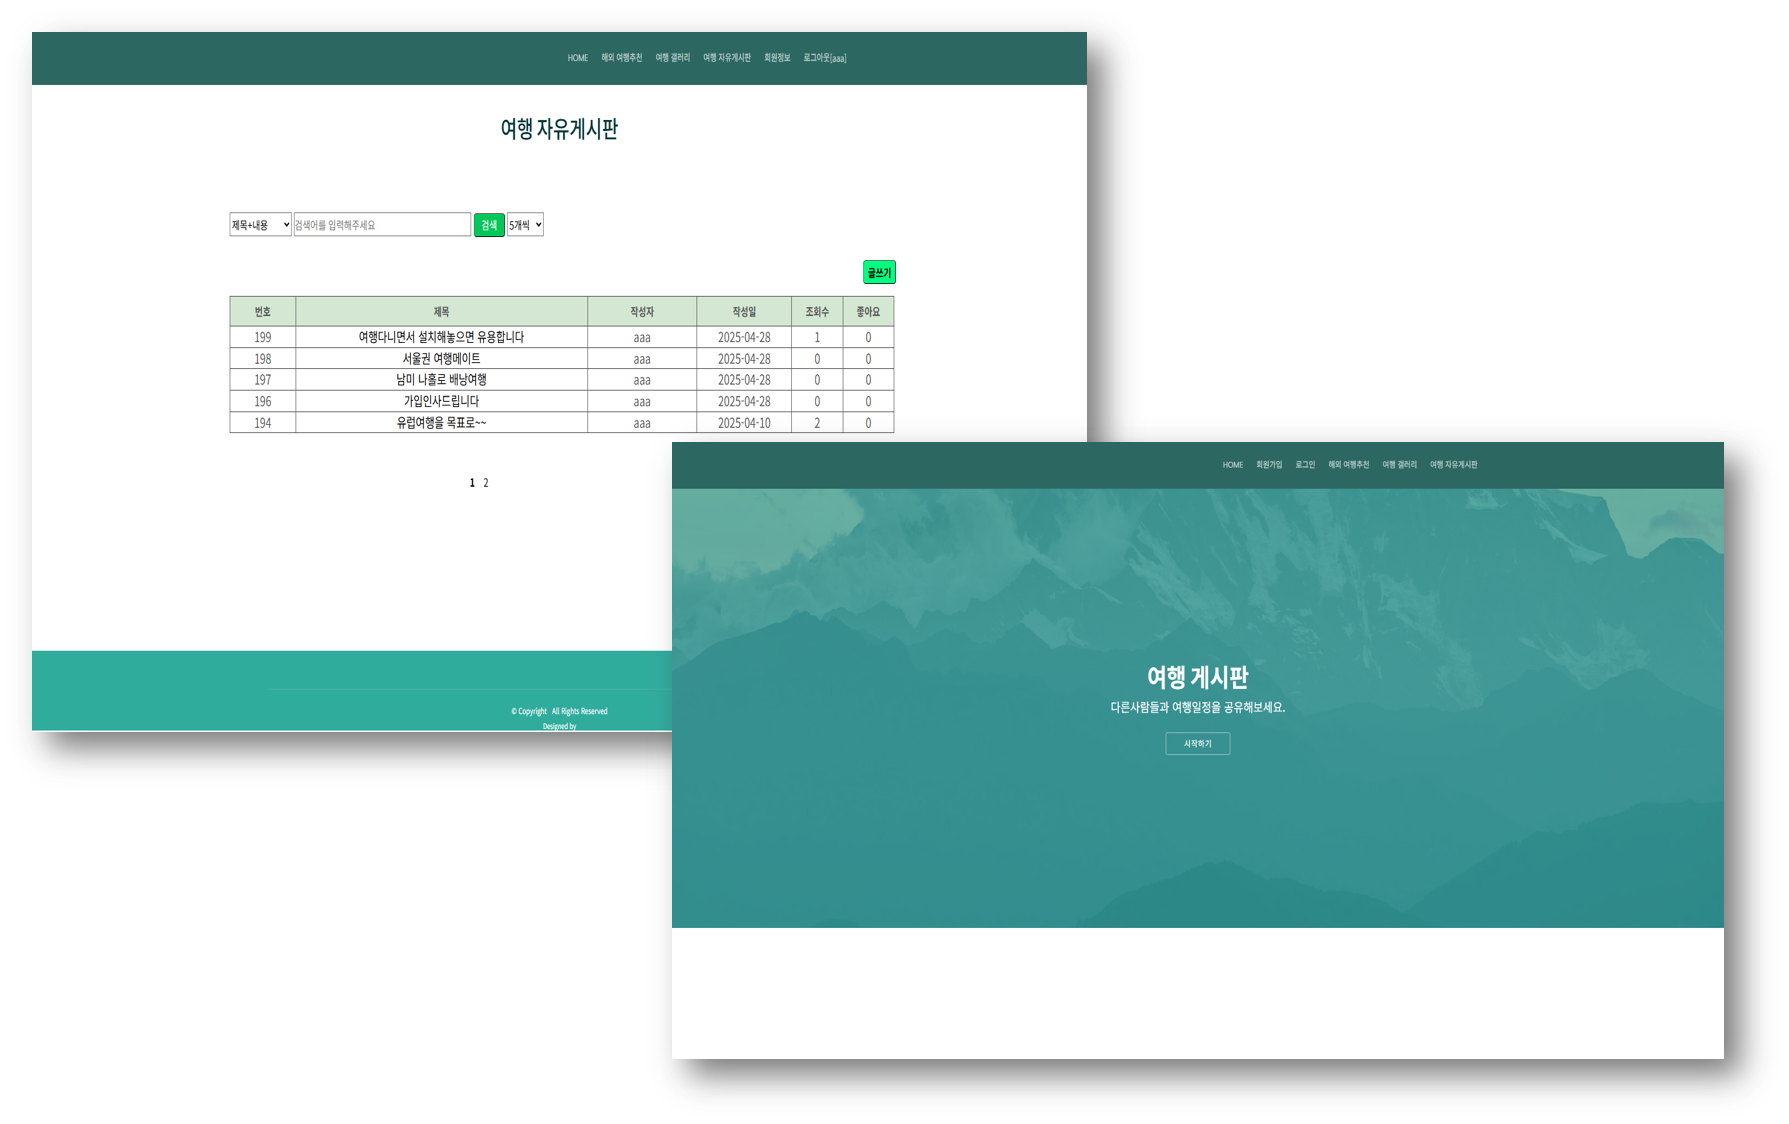 HOME 해외 여행추천 여행 갤러리 여행 자유게시판 회원정보 로그아웃[aaa]
여행 자유게시판
제목+내용 검색어를 입력해주세요 검색 5개씩
글쓰기
번호 제목 작성자 작성일 조회수 좋아요
199 여행다니면서 설치해놓으면 유용합니다 aaa 2025-04-28 1 0
198 서울권 여행메이트 aaa 2025-04-28 0 0
197 남미 나홀로 배낭여행 aaa 2025-04-28 0 0
196 가입인사드립니다 aaa 2025-04-28 0 0
194 유럽여행을 목표로~~ aaa 2025-04-10 2 0
1 2
© Copyright All Rights Reserved
Designed by
HOME 회원가입 로그인 해외 여행추천 여행 갤러리 여행 자유게시판
여행 게시판
다른사람들과 여행일정을 공유해보세요.
시작하기